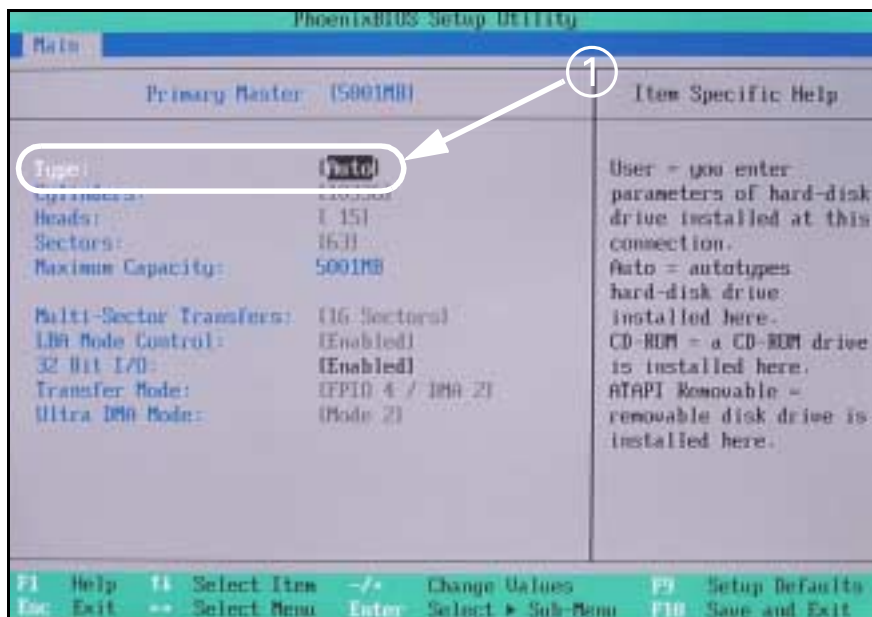 PhoenixBIOS Setup Utility
Main
1
Primary Master [5001MB]
Item Specific Help
Type: [Auto]
Cylinders:
Heads: [ 15]
Sectors: [63]
Maximum Capacity: 5001MB
Multi-Sector Transfers: [16 Sectors]
LBA Mode Control: [Enabled]
32 Bit I/O: [Enabled]
Transfer Mode: [FPIO 4 / DMA 2]
Ultra DMA Mode: [Mode 2]
User = you enter
parameters of hard-disk
drive installed at this
connection.
Auto = autotypes
hard-disk drive
installed here.
CD-ROM = a CD-ROM drive
is installed here.
ATAPI Removable =
removable disk drive is
installed here.
F1 Help ↑↓ Select Item -/+ Change Values F9 Setup Defaults
Esc Exit ↔ Select Menu Enter Select ▶ Sub-Menu F10 Save and Exit